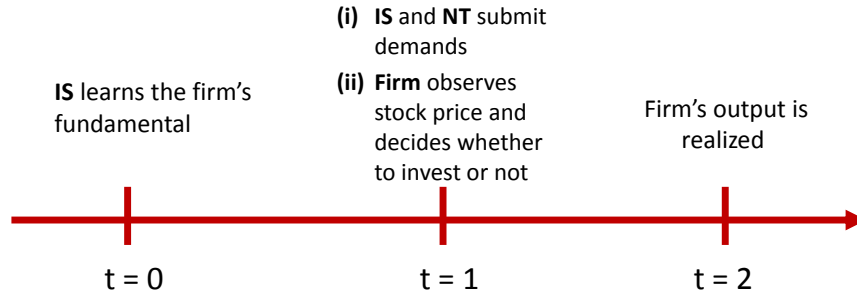 IS learns the firm’s
fundamental
(i) IS and NT submit
demands
(ii) Firm observes
stock price and
decides whether
to invest or not
Firm’s output is
realized
t = 0
t = 1
t = 2